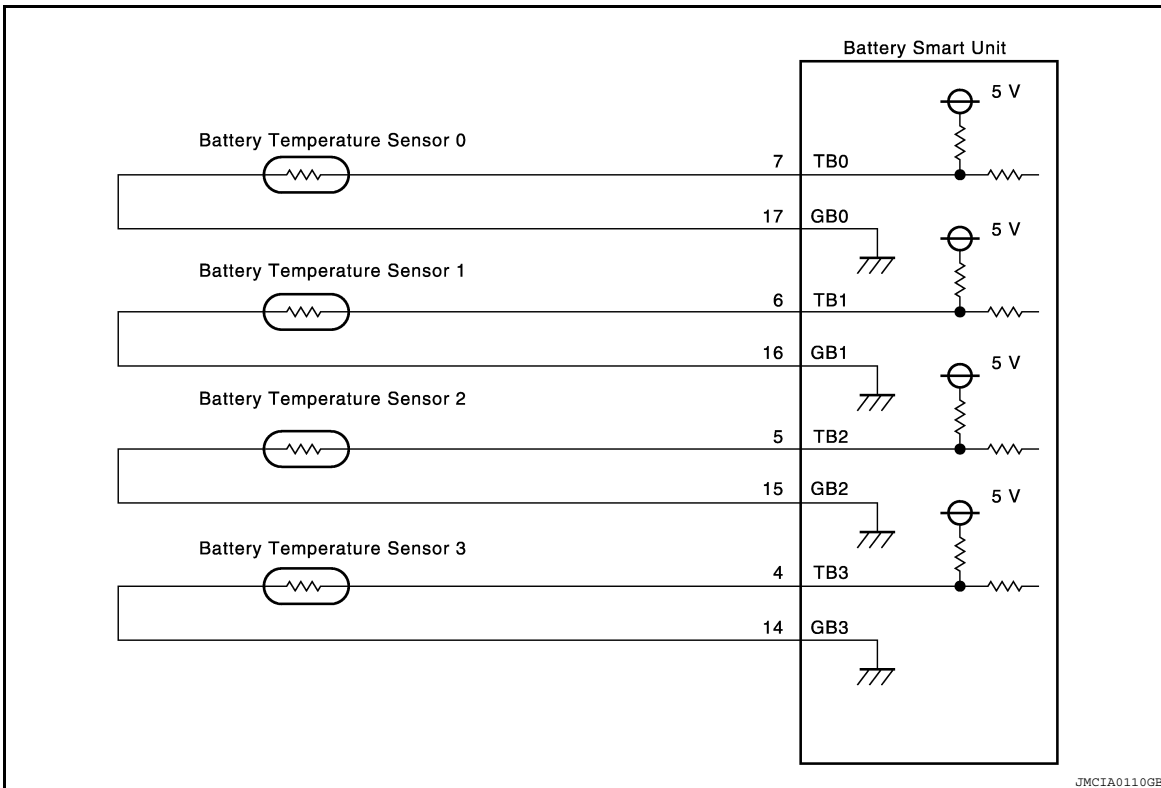 Battery Smart Unit
5 V
Battery Temperature Sensor 0
7 TB0
17 GB0
5 V
Battery Temperature Sensor 1
6 TB1
16 GB1
5 V
Battery Temperature Sensor 2
5 TB2
15 GB2
5 V
Battery Temperature Sensor 3
4 TB3
14 GB3
JMCIA0110GB